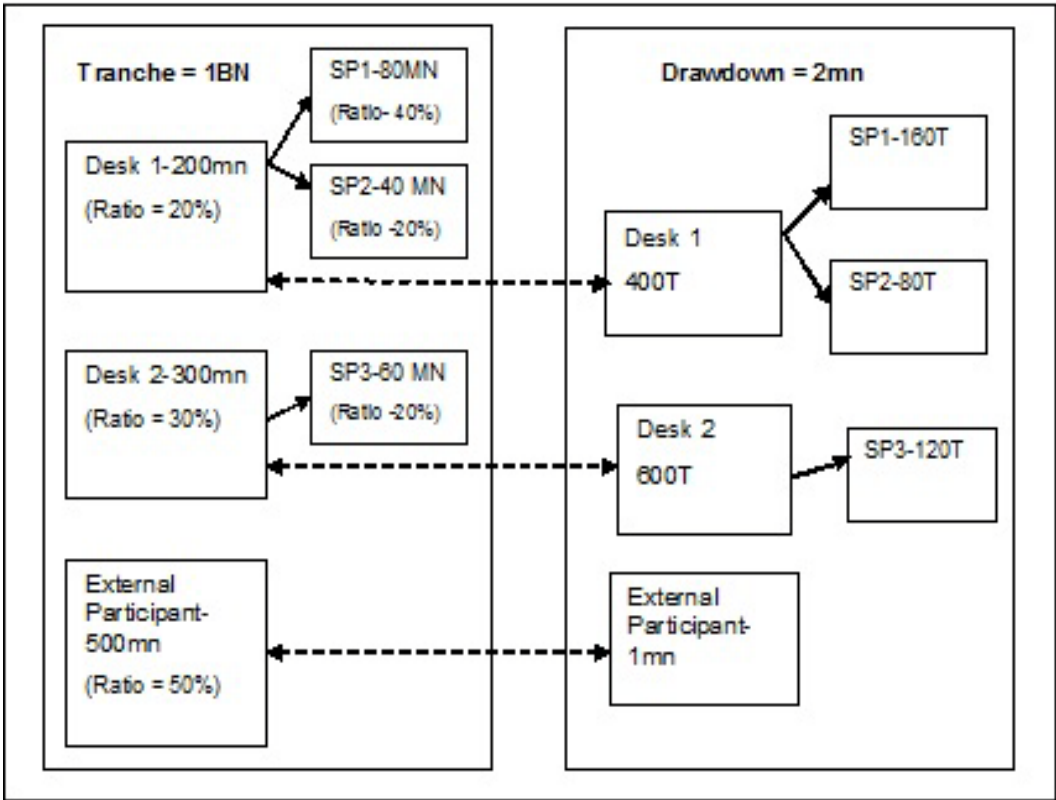 Tranche = 1BN
SP1-80MN
(Ratio- 40%)
Desk 1-200mn
(Ratio = 20%)
SP2-40 MN
(Ratio -20%)
Desk 2-300mn
(Ratio = 30%)
SP3-60 MN
(Ratio -20%)
External
Participant-
500mn
(Ratio = 50%)
Drawdown = 2mn
SP1-160T
Desk 1
400T
SP2-80T
Desk 2
600T
SP3-120T
External
Participant-
1mn